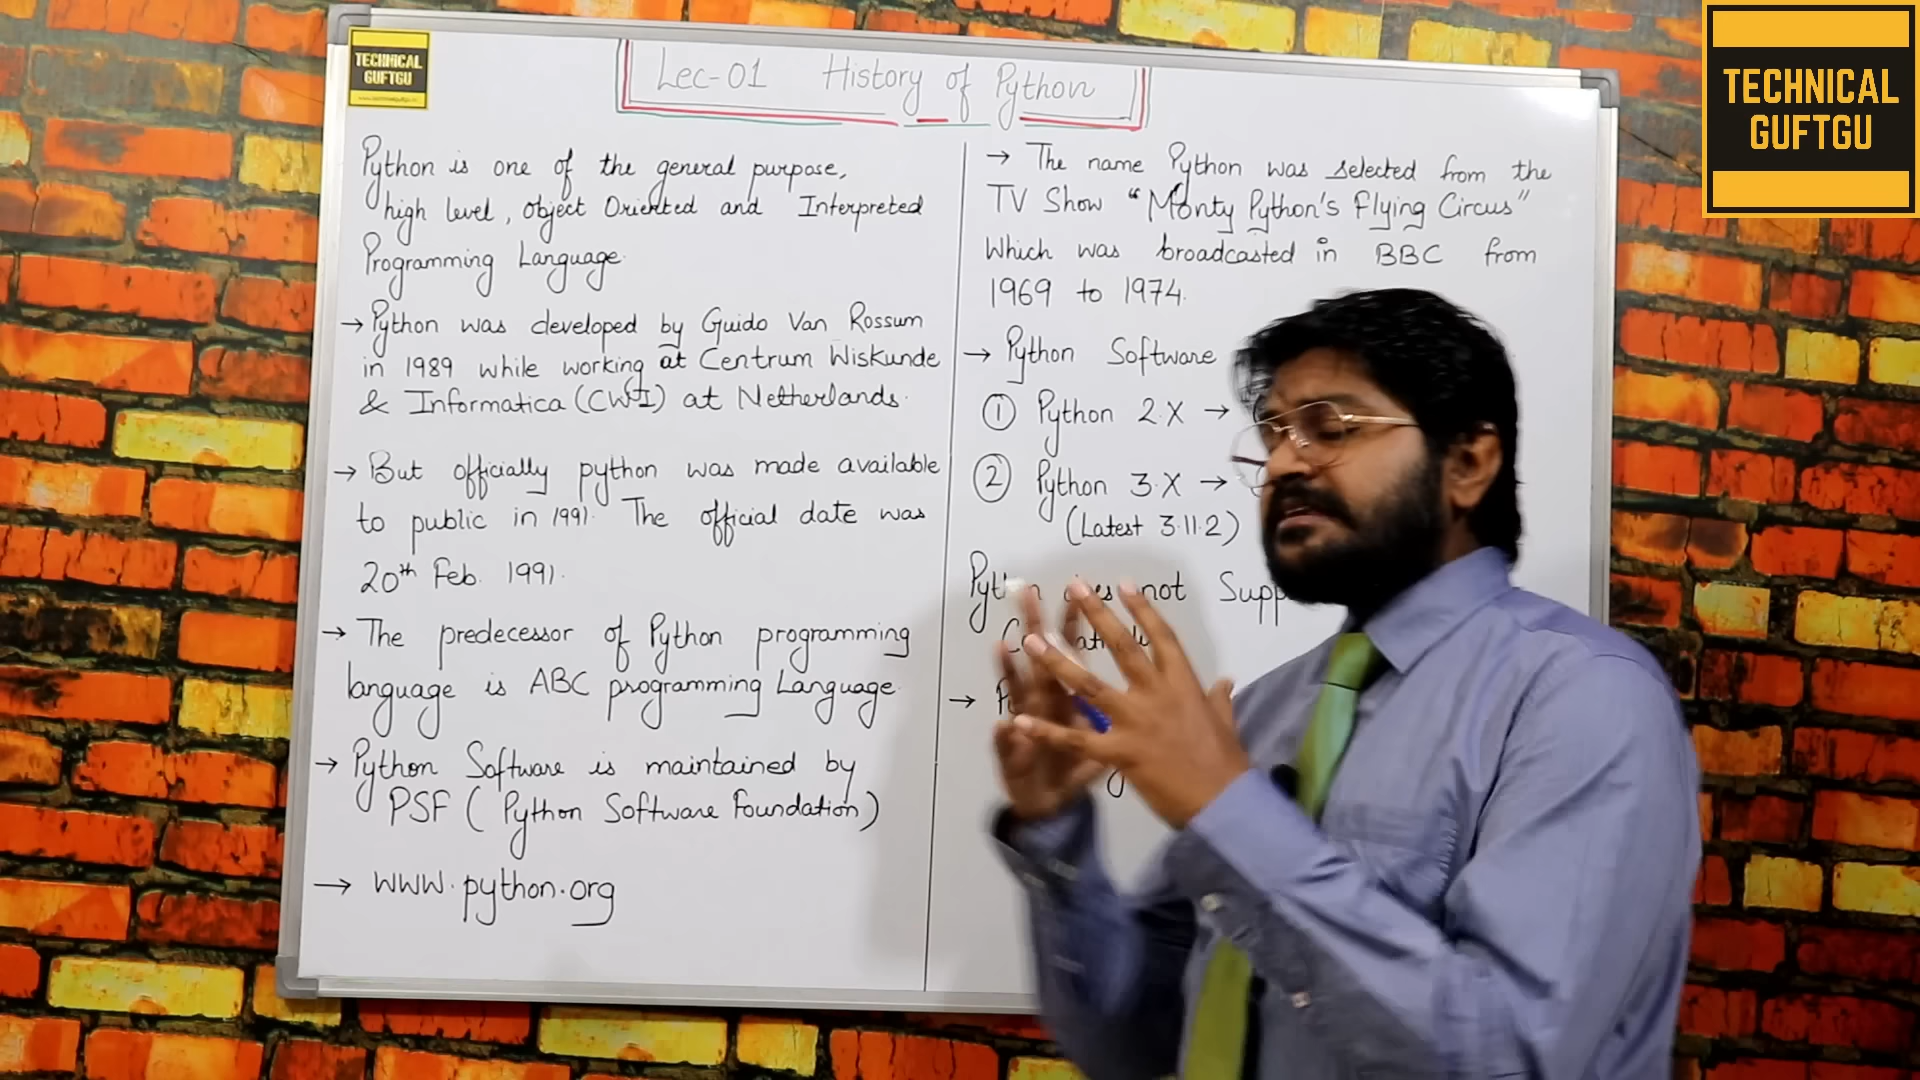 TECHNICAL
GUFTGU
TECHNICAL
GUFTGU
Lec-01 History of Python
Python is one of the general purpose,
high level, Object Oriented and Interpreted
Programming Language.
→ Python was developed by Guido Van Rossum
in 1989 while working at Centrum Wiskunde
& Informatica (CWI) at Netherlands.
→ But officially python was made available
to public in 1991. The official date was
20th Feb. 1991.
→ The predecessor of Python programming
language is ABC programming Language.
→ Python Software is maintained by
PSF ( Python Software Foundation)
→ www.python.org
→ The name Python was selected from the
TV Show "Monty Python's Flying Circus"
Which was broadcasted in BBC from
1969 to 1974.
→ Python Software
① Python 2.X →
② Python 3.X →
(Latest 3.11.2)
not
→